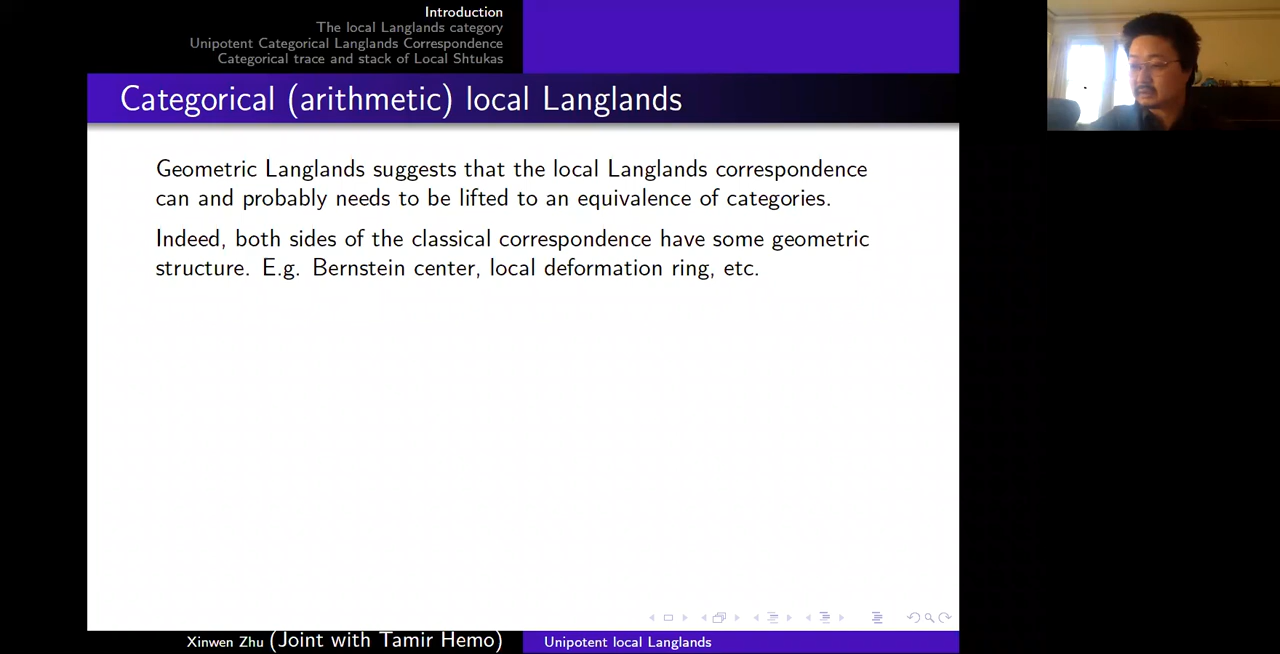 Introduction
The local Langlands category
Unipotent Categorical Langlands Correspondence
Categorical trace and stack of Local Shtukas
Categorical (arithmetic) local Langlands
Geometric Langlands suggests that the local Langlands correspondence
can and probably needs to be lifted to an equivalence of categories.
Indeed, both sides of the classical correspondence have some geometric
structure. E.g. Bernstein center, local deformation ring, etc.
Xinwen Zhu (Joint with Tamir Hemo)
Unipotent local Langlands